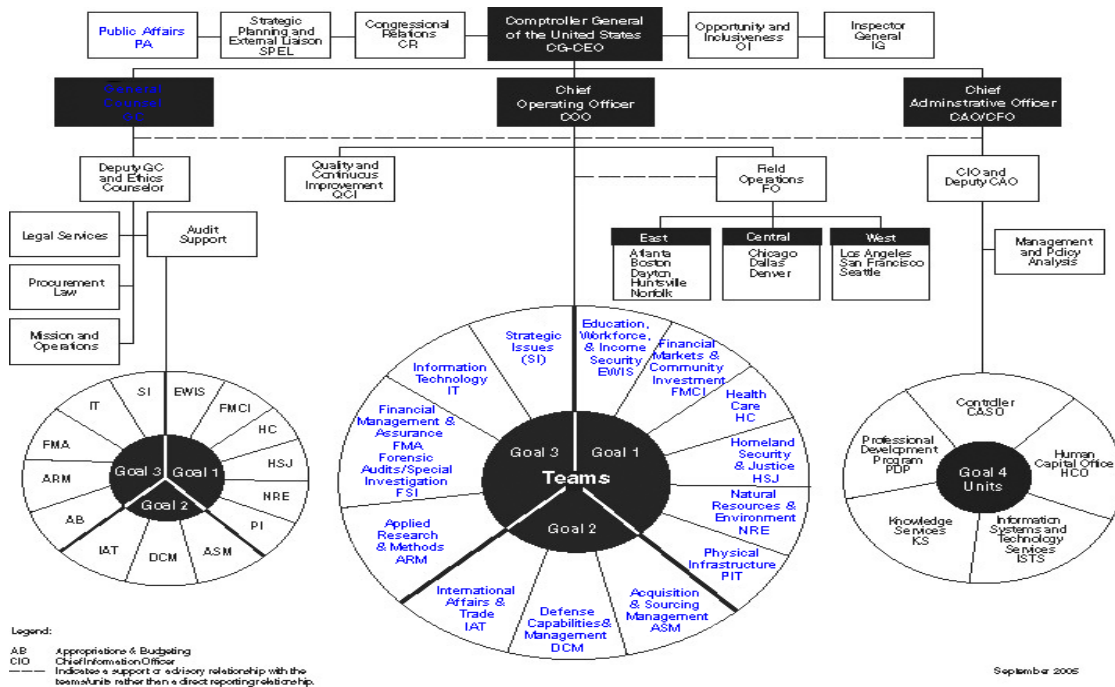 Public Affairs
PA
Strategic
Planning and
External Liaison
SPEL
Congressional
Relations
CR
Comptroller General
of the United States
CG-CEO
Opportunity and
Inclusiveness
OI
Inspector
General
IG
General
Counsel
GC
Chief
Operating Officer
COO
Chief
Adminstrative Officer
CAO/CFO
Deputy GC
and Ethics
Counselor
Quality and
Continuous
Improvement
QCI
Field
Operations
FO
CIO and
Deputy CAO
Legal Services
Audit
Support
Procurement
Law
Mission and
Operations
East
Atlanta
Boston
Dayton
Huntsville
Norfolk
Central
Chicago
Dallas
Denver
West
Los Angeles
San Francisco
Seattle
Management
and Policy
Analysis
SI
EWIS
FMCI
HC
HSJ
NRE
PI
ASM
DCM
IAT
AB
ARM
FMA
IT
Goal 3
Goal 1
Goal 2
Strategic
Issues
(SI)
Education,
Workforce,
& Income
Security
EWIS
Financial
Markets &
Community
Investment
FMCI
Health
Care
HC
Homeland
Security
& Justice
HSJ
Natural
Resources &
Environment
NRE
Physical
Infrastructure
PIT
Acquisition
& Sourcing
Management
ASM
Defense
Capabilities &
Management
DCM
International
Affairs &
Trade
IAT
Applied
Research
& Methods
ARM
Financial
Management &
Assurance
FMA
Forensic
Audits/Special
Investigation
FSI
Information
Technology
IT
Goal 3
Goal 1
Teams
Goal 2
Controller
CASO
Human
Capital Office
HCO
Information
Systems and
Technology
Services
ISTS
Knowledge
Services
KS
Professional
Development
Program
PDP
Goal 4
Units
Legend:
AB Appropriations & Budgeting
CIO Chief Information Officer
Indicates a support or advisory relationship with the
teams/units rather than a direct reporting relationship.
September 2005